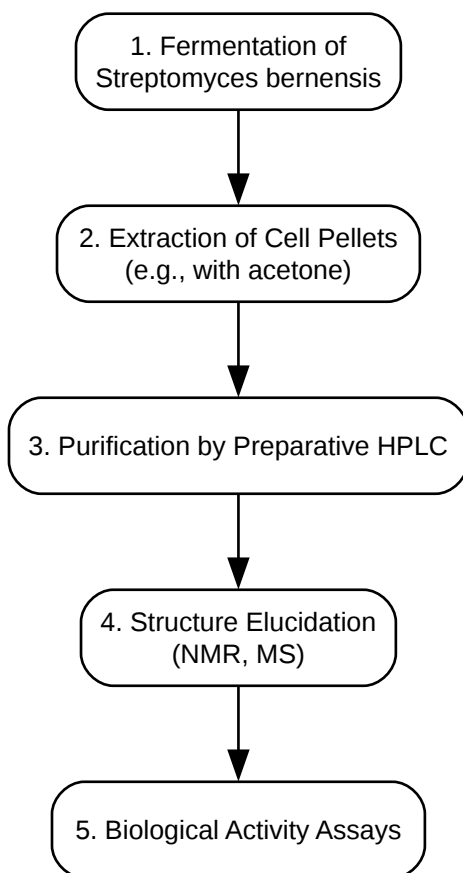 1. Fermentation of
Streptomyces bernensis
2. Extraction of Cell Pellets
(e.g., with acetone)
3. Purification by Preparative HPLC
4. Structure Elucidation
(NMR, MS)
5. Biological Activity Assays